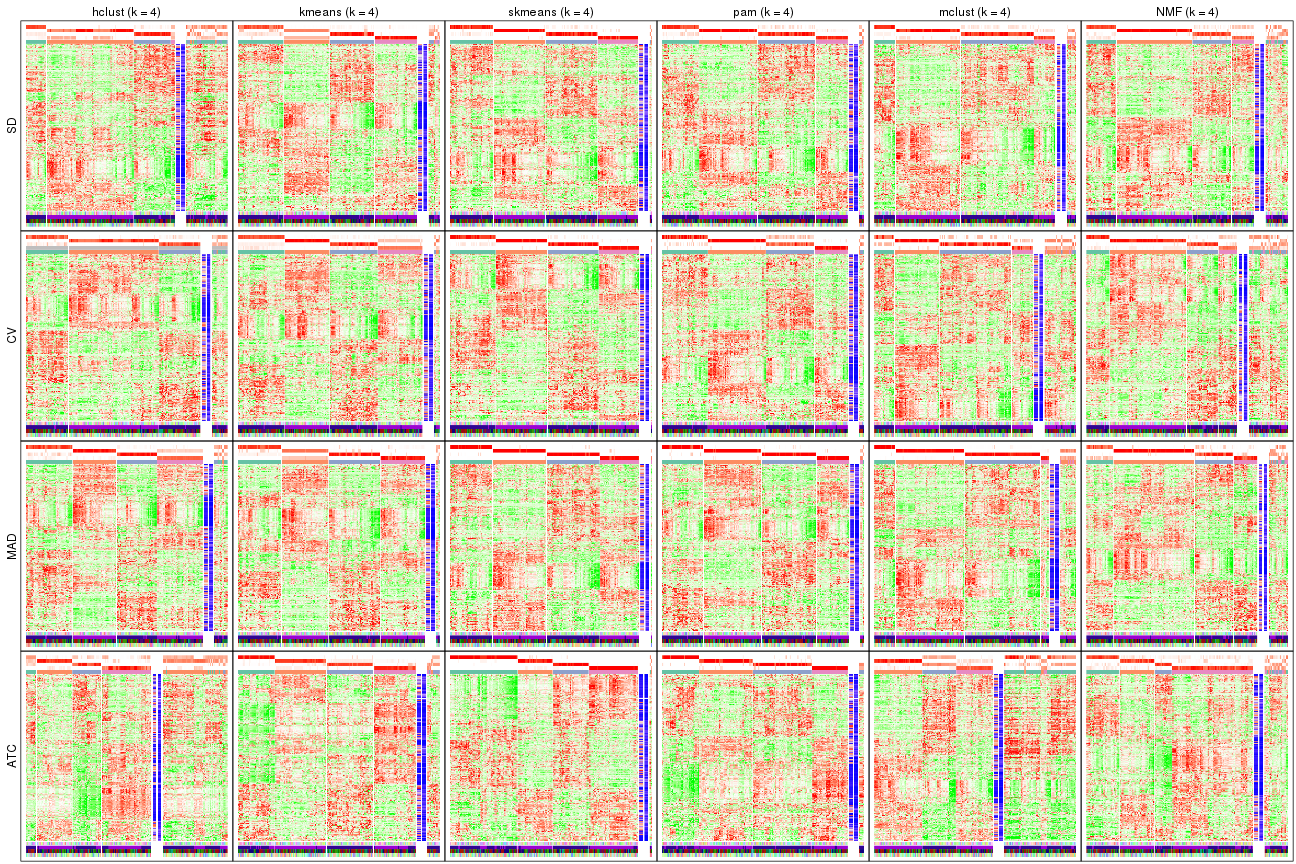 hclust (k = 4)
kmeans (k = 4)
skmeans (k = 4)
pam (k = 4)
mclust (k = 4)
NMF (k = 4)
SD
CV
MAD
ATC